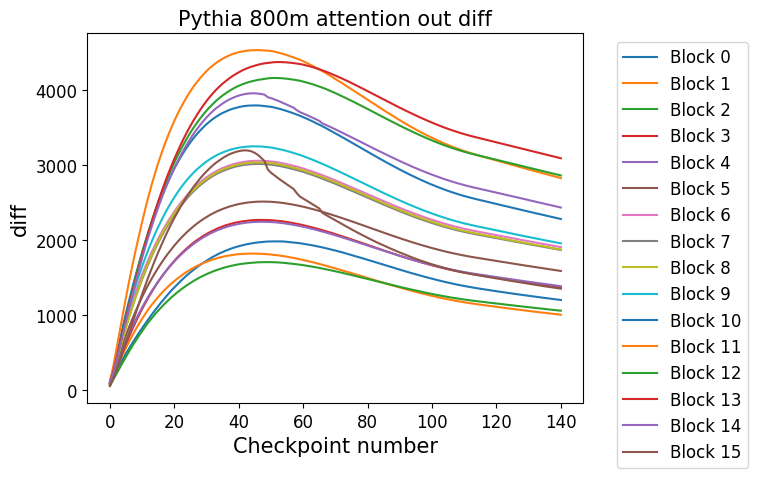 Pythia 800m attention out diff
diff
4000
3000
2000
1000
0
0 20 40 60 80 100 120 140
Checkpoint number
Block 0
Block 1
Block 2
Block 3
Block 4
Block 5
Block 6
Block 7
Block 8
Block 9
Block 10
Block 11
Block 12
Block 13
Block 14
Block 15